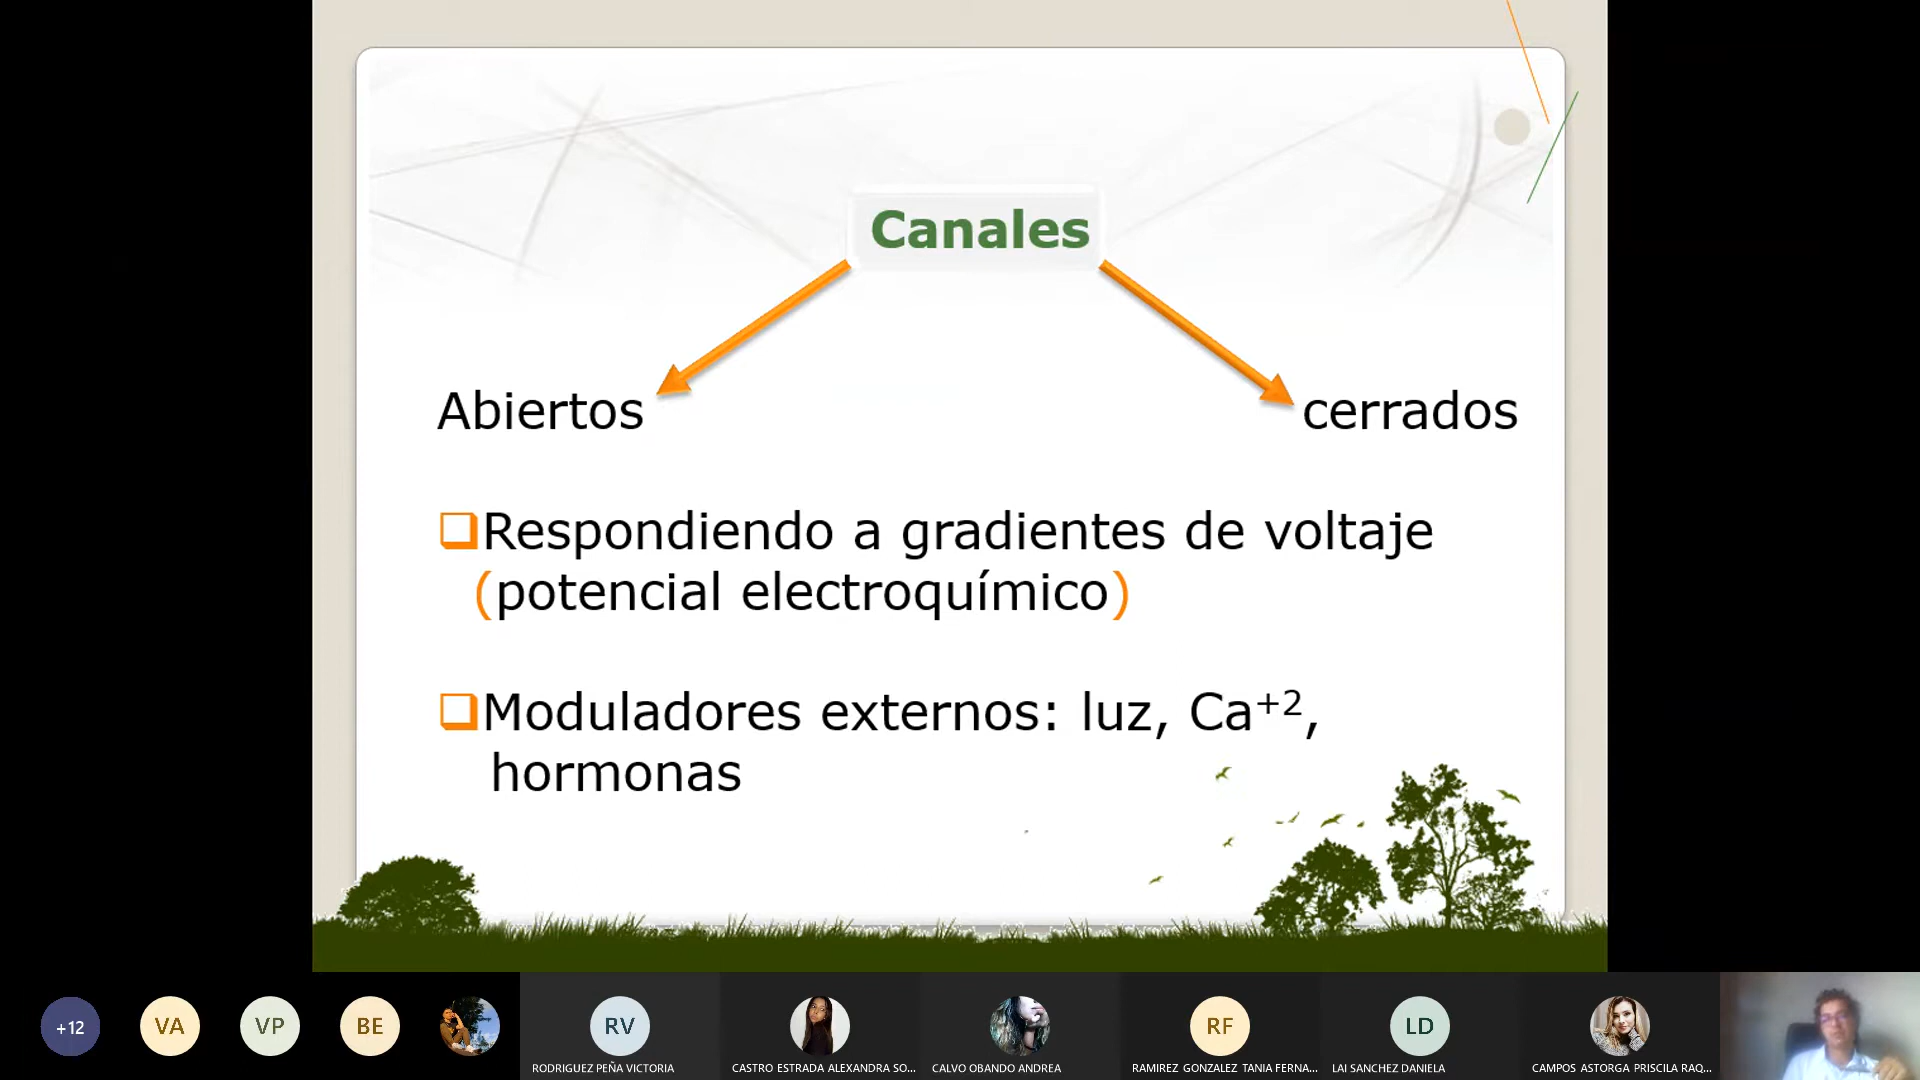 Canales
Abiertos
cerrados
Respondiendo a gradientes de voltaje
(potencial electroquímico)
Moduladores externos: luz, Ca⁺²,
hormonas
+12
VA
VP
BE
RV
RF
LD
RODRIGUEZ PEÑA VICTORIA
CASTRO ESTRADA ALEXANDRA SO...
CALVO OBANDO ANDREA
RAMIREZ GONZALEZ TANIA FERNA...
LAI SANCHEZ DANIELA
CAMPOS ASTORGA PRISCILA RAQ...